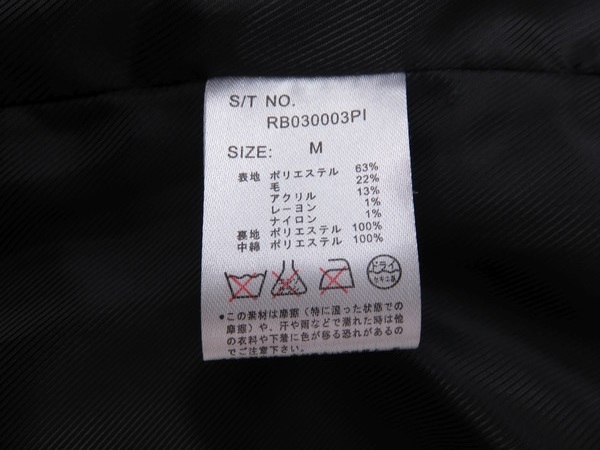 S/T NO.
RB030003PI
SIZE: M
表地 ポリエステル 63%
毛 22%
アクリル 13%
レーヨン 1%
ナイロン 1%
裏地 ポリエステル 100%
中綿 ポリエステル 100%
ドライ
セキユ系
●この素材は摩擦（特に湿った状態での
摩擦）や、汗や雨などで濡れた時は他
の衣料や下着に色が移る恐れがあるの
でご注意下さい。